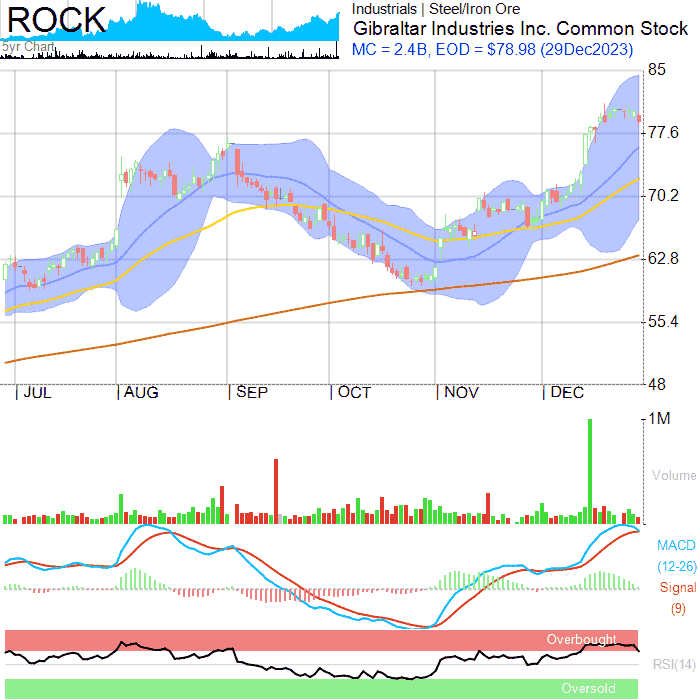 ROCK
5yr Chart
Industrials | Steel/Iron Ore
Gibraltar Industries Inc. Common Stock
MC = 2.4B, EOD = $78.98 (29Dec2023)
85
77.6
70.2
62.8
55.4
48
JUL AUG SEP OCT NOV DEC
1M
Volume
MACD
(12-26)
Signal
(9)
Overbought
RSI(14)
Oversold